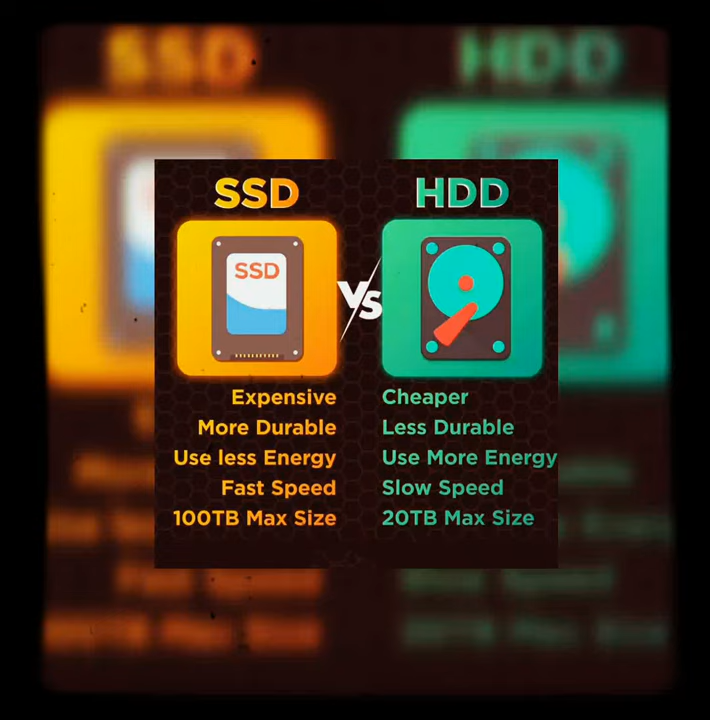 SSD
HDD
SSD
VS
Expensive
More Durable
Use less Energy
Fast Speed
100TB Max Size
Cheaper
Less Durable
Use More Energy
Slow Speed
20TB Max Size